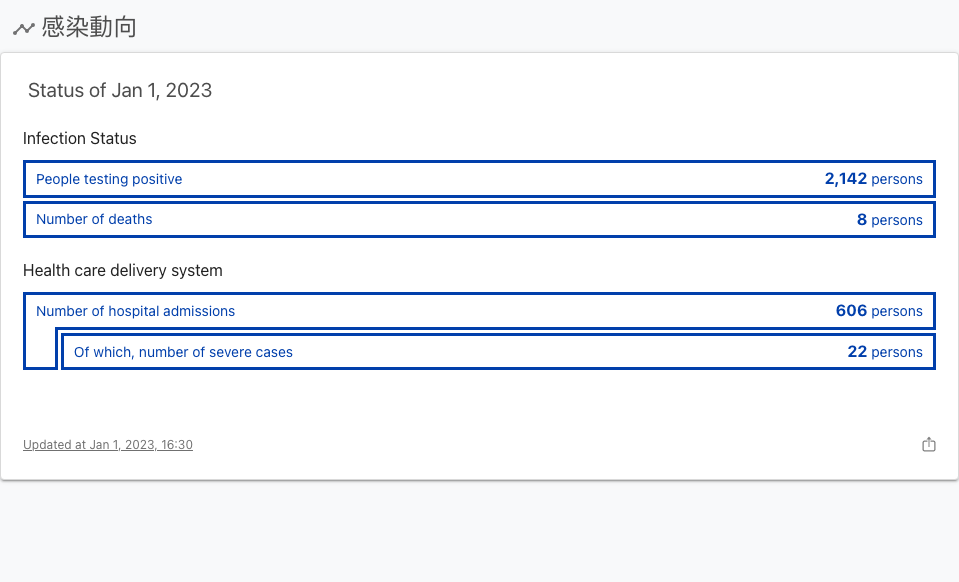 感染動向
Status of Jan 1, 2023
Infection Status
People testing positive 2,142 persons
Number of deaths 8 persons
Health care delivery system
Number of hospital admissions 606 persons
Of which, number of severe cases 22 persons
Updated at Jan 1, 2023, 16:30